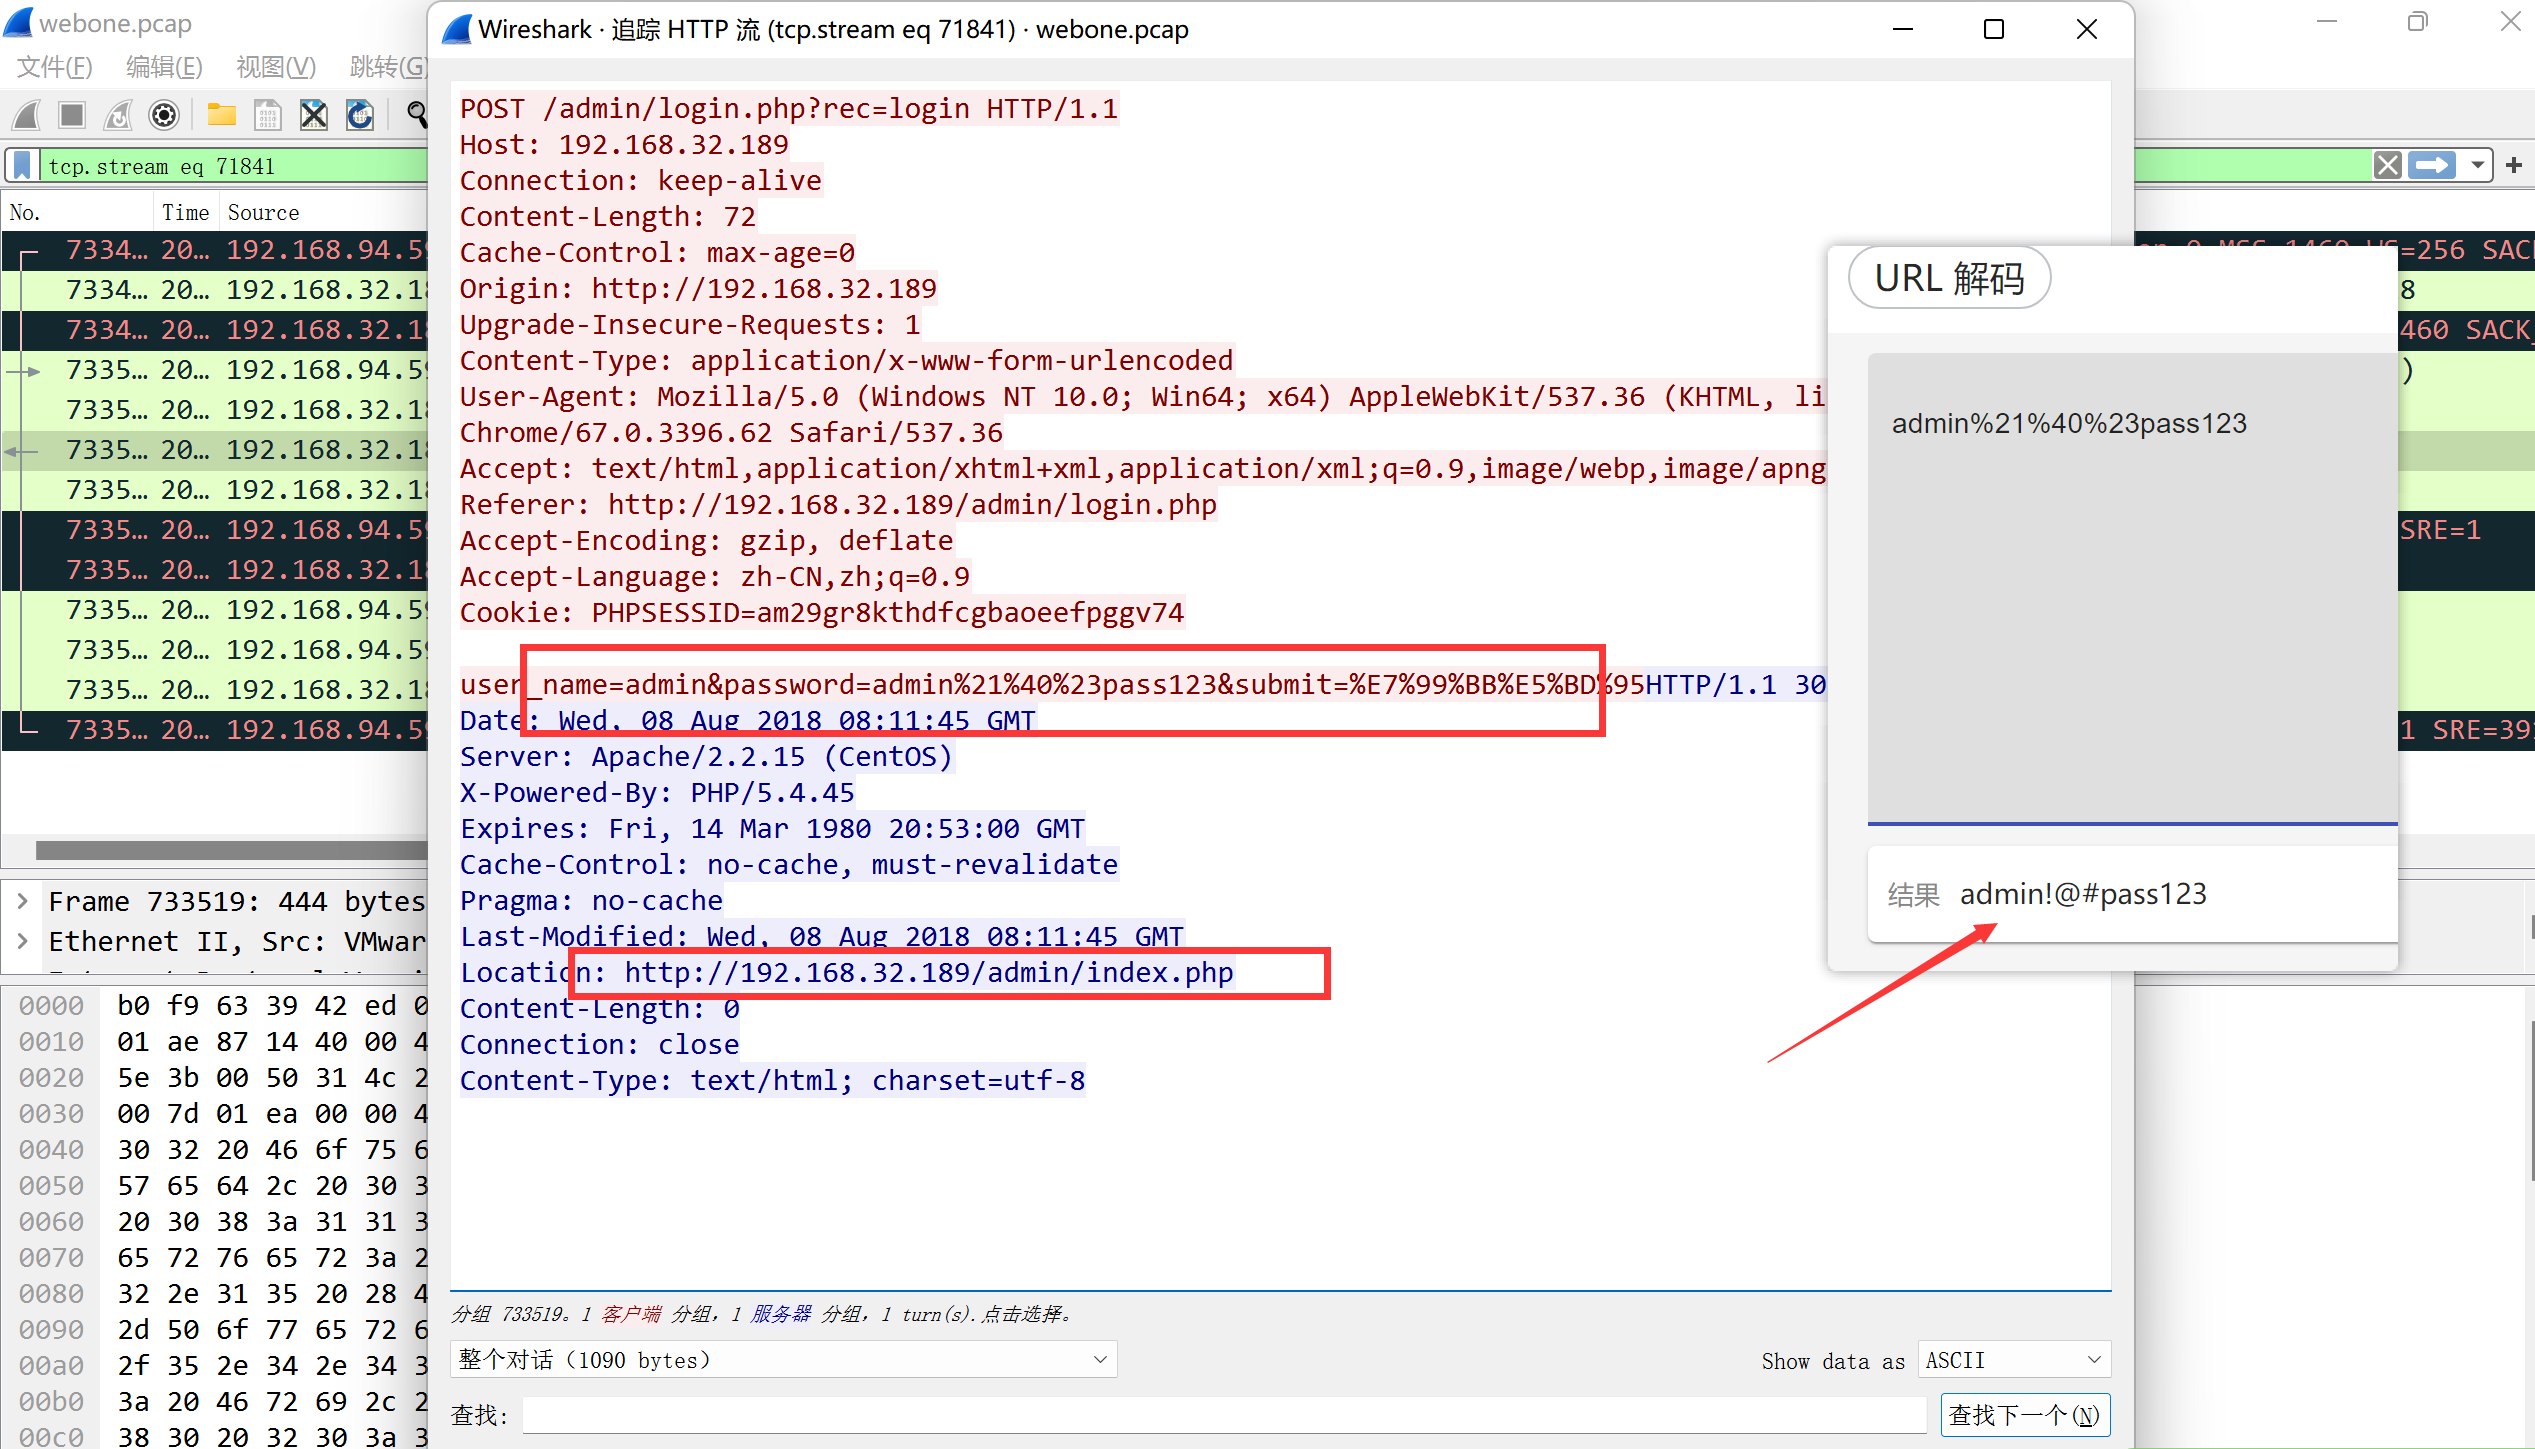 webone.pcap
文件(F) 编辑(E) 视图(V) 跳转(G)
tcp.stream eq 71841
No. Time Source
7334… 20… 192.168.94.59
7334… 20… 192.168.32.18
7334… 20… 192.168.32.18
7335… 20… 192.168.94.59
7335… 20… 192.168.32.18
7335… 20… 192.168.32.18
7335… 20… 192.168.32.18
7335… 20… 192.168.94.59
7335… 20… 192.168.32.18
7335… 20… 192.168.94.59
7335… 20… 192.168.94.59
7335… 20… 192.168.32.18
7335… 20… 192.168.94.59
Frame 733519: 444 bytes
Ethernet II, Src: VMwar
0000 b0 f9 63 39 42 ed 0
0010 01 ae 87 14 40 00 4
0020 5e 3b 00 50 31 4c 2
0030 00 7d 01 ea 00 00 4
0040 30 32 20 46 6f 75 6
0050 57 65 64 2c 20 30 3
0060 20 30 38 3a 31 31 3
0070 65 72 76 65 72 3a 2
0080 32 2e 31 35 20 28 4
0090 2d 50 6f 77 65 72 6
00a0 2f 35 2e 34 2e 34 3
00b0 3a 20 46 72 69 2c 2
00c0 38 30 20 32 30 3a 3
Wireshark · 追踪 HTTP 流 (tcp.stream eq 71841) · webone.pcap
POST /admin/login.php?rec=login HTTP/1.1
Host: 192.168.32.189
Connection: keep-alive
Content-Length: 72
Cache-Control: max-age=0
Origin: http://192.168.32.189
Upgrade-Insecure-Requests: 1
Content-Type: application/x-www-form-urlencoded
User-Agent: Mozilla/5.0 (Windows NT 10.0; Win64; x64) AppleWebKit/537.36 (KHTML, li
Chrome/67.0.3396.62 Safari/537.36
Accept: text/html,application/xhtml+xml,application/xml;q=0.9,image/webp,image/apng
Referer: http://192.168.32.189/admin/login.php
Accept-Encoding: gzip, deflate
Accept-Language: zh-CN,zh;q=0.9
Cookie: PHPSESSID=am29gr8kthdfcgbaoeefpggv74
user_name=admin&password=admin%21%40%23pass123&submit=%E7%99%BB%E5%BD%95HTTP/1.1 30
Date: Wed, 08 Aug 2018 08:11:45 GMT
Server: Apache/2.2.15 (CentOS)
X-Powered-By: PHP/5.4.45
Expires: Fri, 14 Mar 1980 20:53:00 GMT
Cache-Control: no-cache, must-revalidate
Pragma: no-cache
Last-Modified: Wed, 08 Aug 2018 08:11:45 GMT
Location: http://192.168.32.189/admin/index.php
Content-Length: 0
Connection: close
Content-Type: text/html; charset=utf-8
分组 733519。1 客户端 分组，1 服务器 分组，1 turn(s).点击选择。
整个对话（1090 bytes）
Show data as ASCII
查找:
查找下一个(N)
URL 解码
admin%21%40%23pass123
结果 admin!@#pass123
=256 SACK
8
460 SACK_
)
SRE=1
1 SRE=391